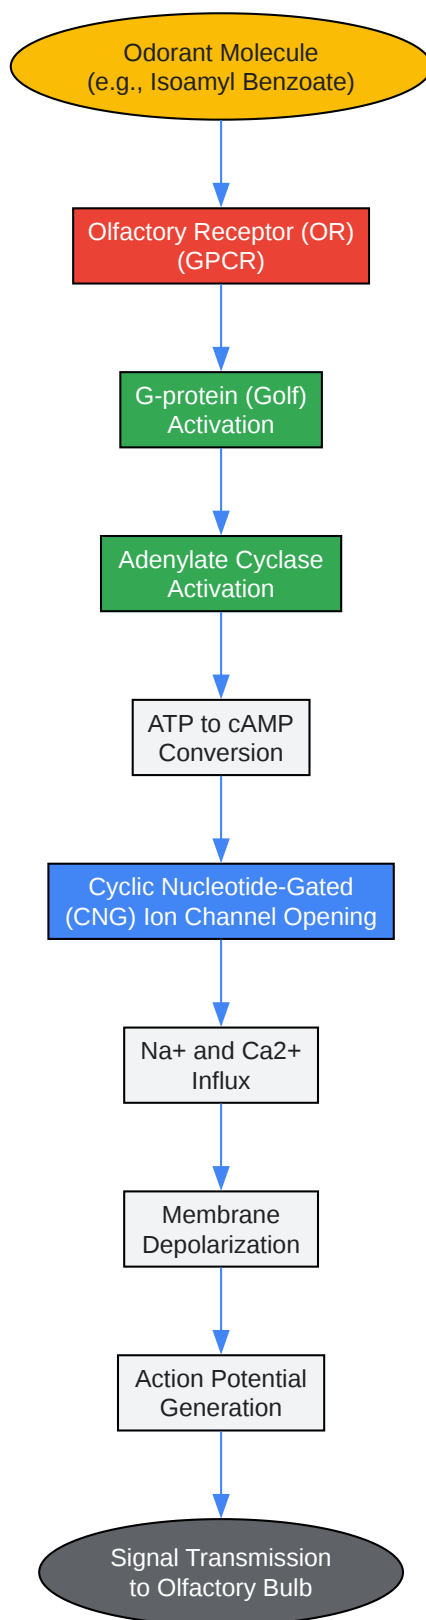 Odorant Molecule
(e.g., Isoamyl Benzoate)
Olfactory Receptor (OR)
(GPCR)
G-protein (Golf)
Activation
Adenylate Cyclase
Activation
ATP to cAMP
Conversion
Cyclic Nucleotide-Gated
(CNG) Ion Channel Opening
Na+ and Ca2+
Influx
Membrane
Depolarization
Action Potential
Generation
Signal Transmission
to Olfactory Bulb